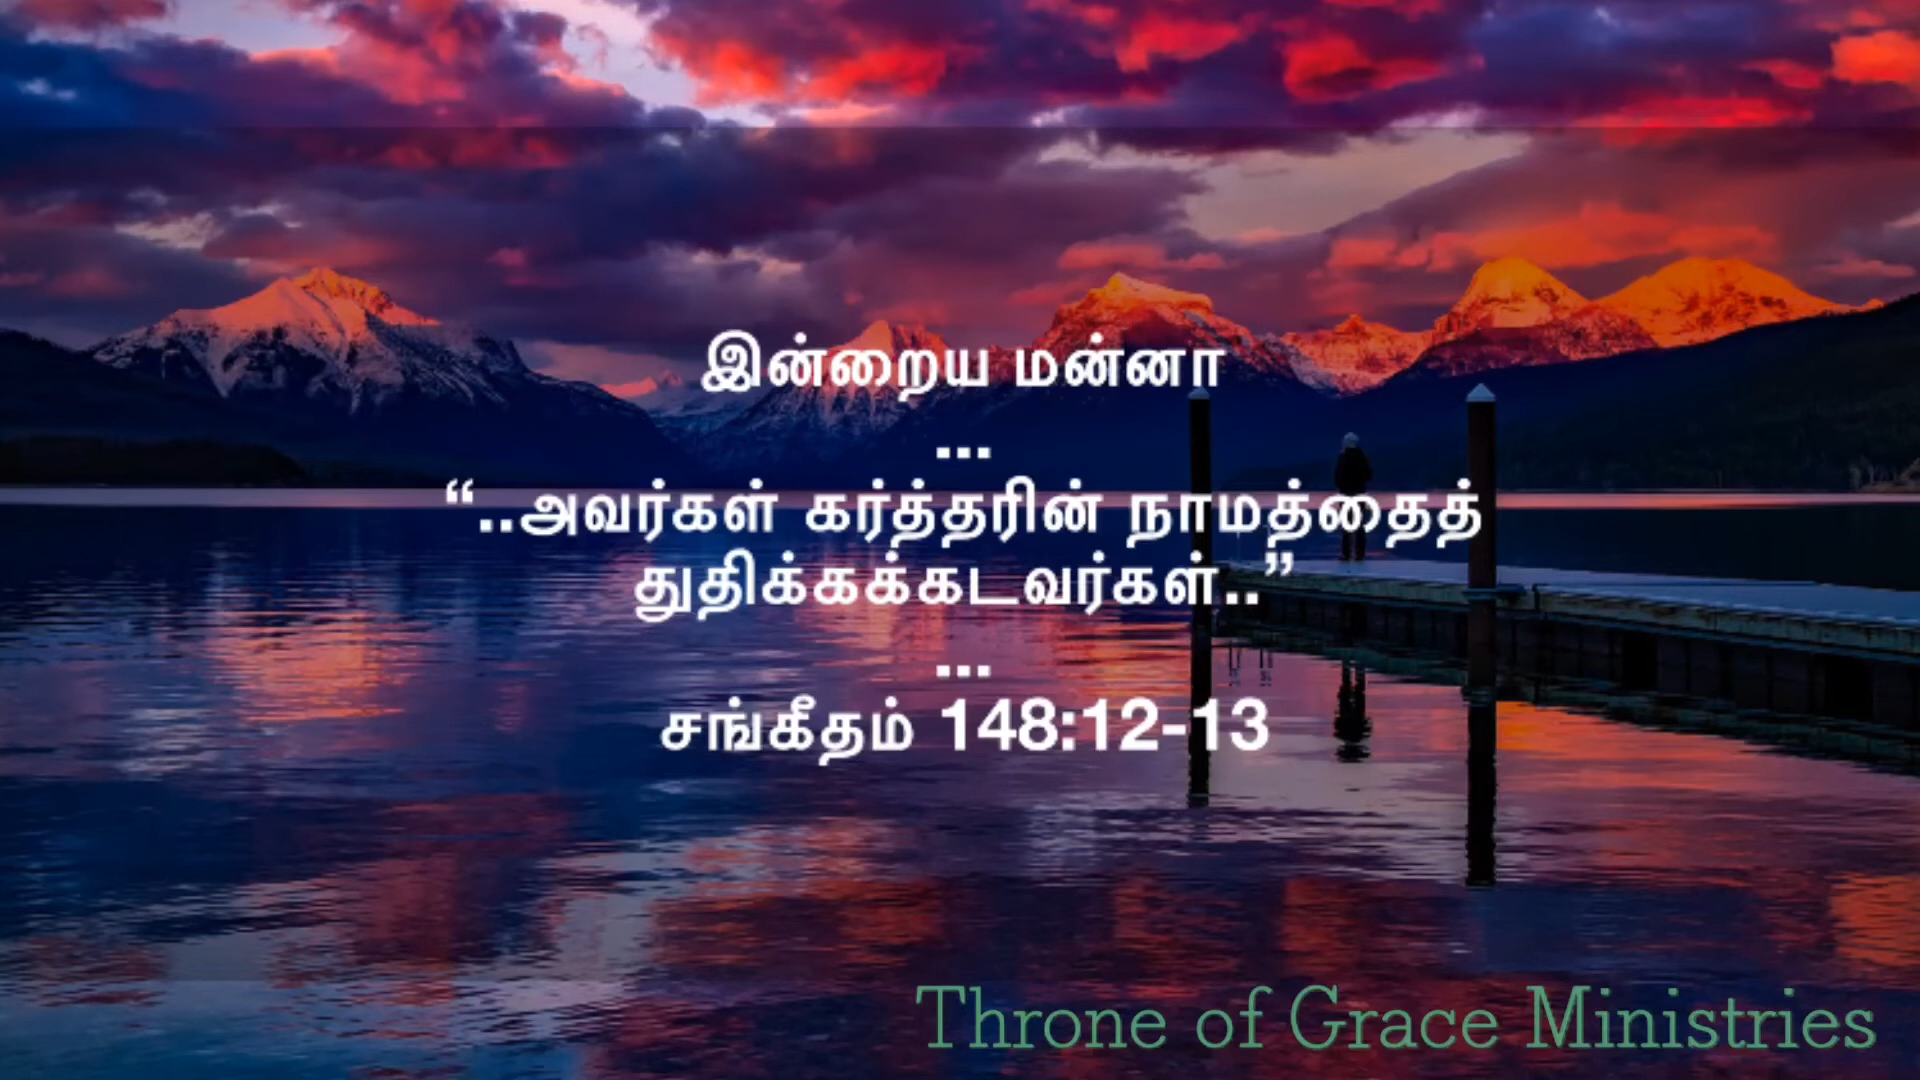 இன்றைய மன்னா
...
“..அவர்கள் கர்த்தரின் நாமத்தைத்
துதிக்கக்கடவர்கள்..”
...
சங்கீதம் 148:12-13
Throne of Grace Ministries